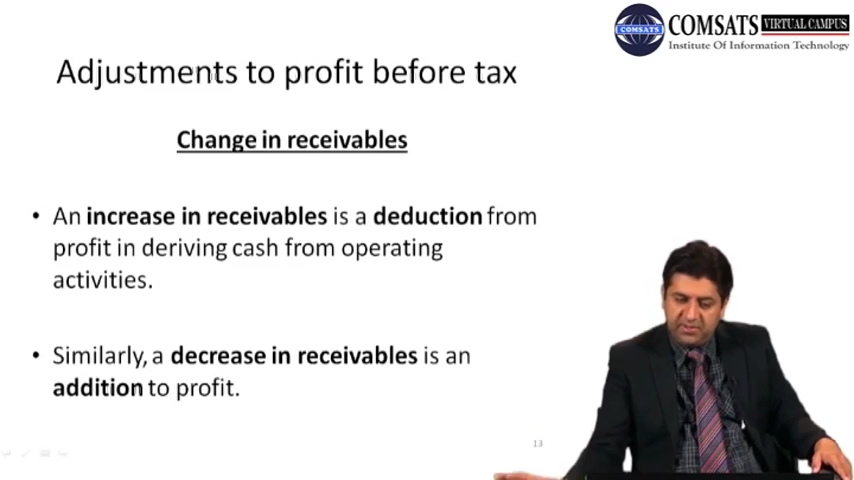 COMSATS VIRTUAL CAMPUS
COMSATS
Institute Of Information Technology
Adjustments to profit before tax
Change in receivables
• An increase in receivables is a deduction from
profit in deriving cash from operating
activities.
• Similarly, a decrease in receivables is an
addition to profit.
13